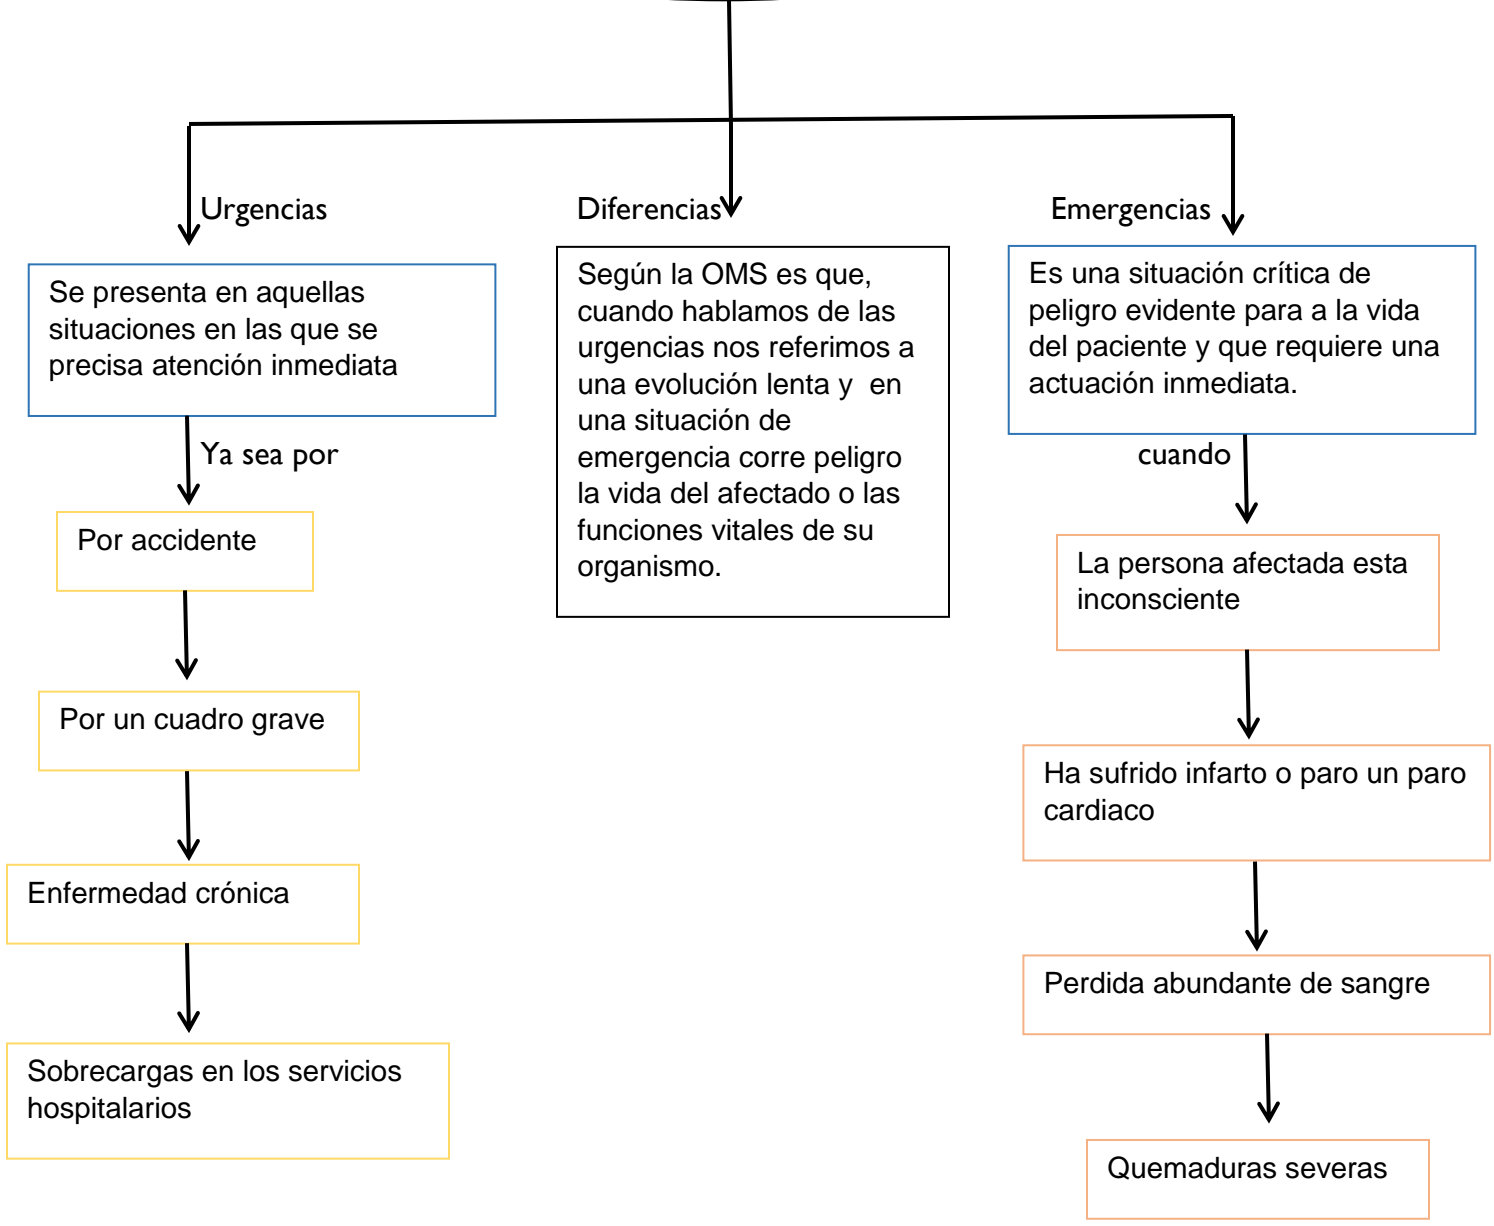 Urgencias
Se presenta en aquellas
situaciones en las que se
precisa atención inmediata
Ya sea por
Por accidente
Por un cuadro grave
Enfermedad crónica
Sobrecargas en los servicios
hospitalarios
Diferencias
Según la OMS es que,
cuando hablamos de las
urgencias nos referimos a
una evolución lenta y  en
una situación de
emergencia corre peligro
la vida del afectado o las
funciones vitales de su
organismo.
Emergencias
Es una situación crítica de
peligro evidente para a la vida
del paciente y que requiere una
actuación inmediata.
cuando
La persona afectada esta
inconsciente
Ha sufrido infarto o paro un paro
cardiaco
Perdida abundante de sangre
Quemaduras severas